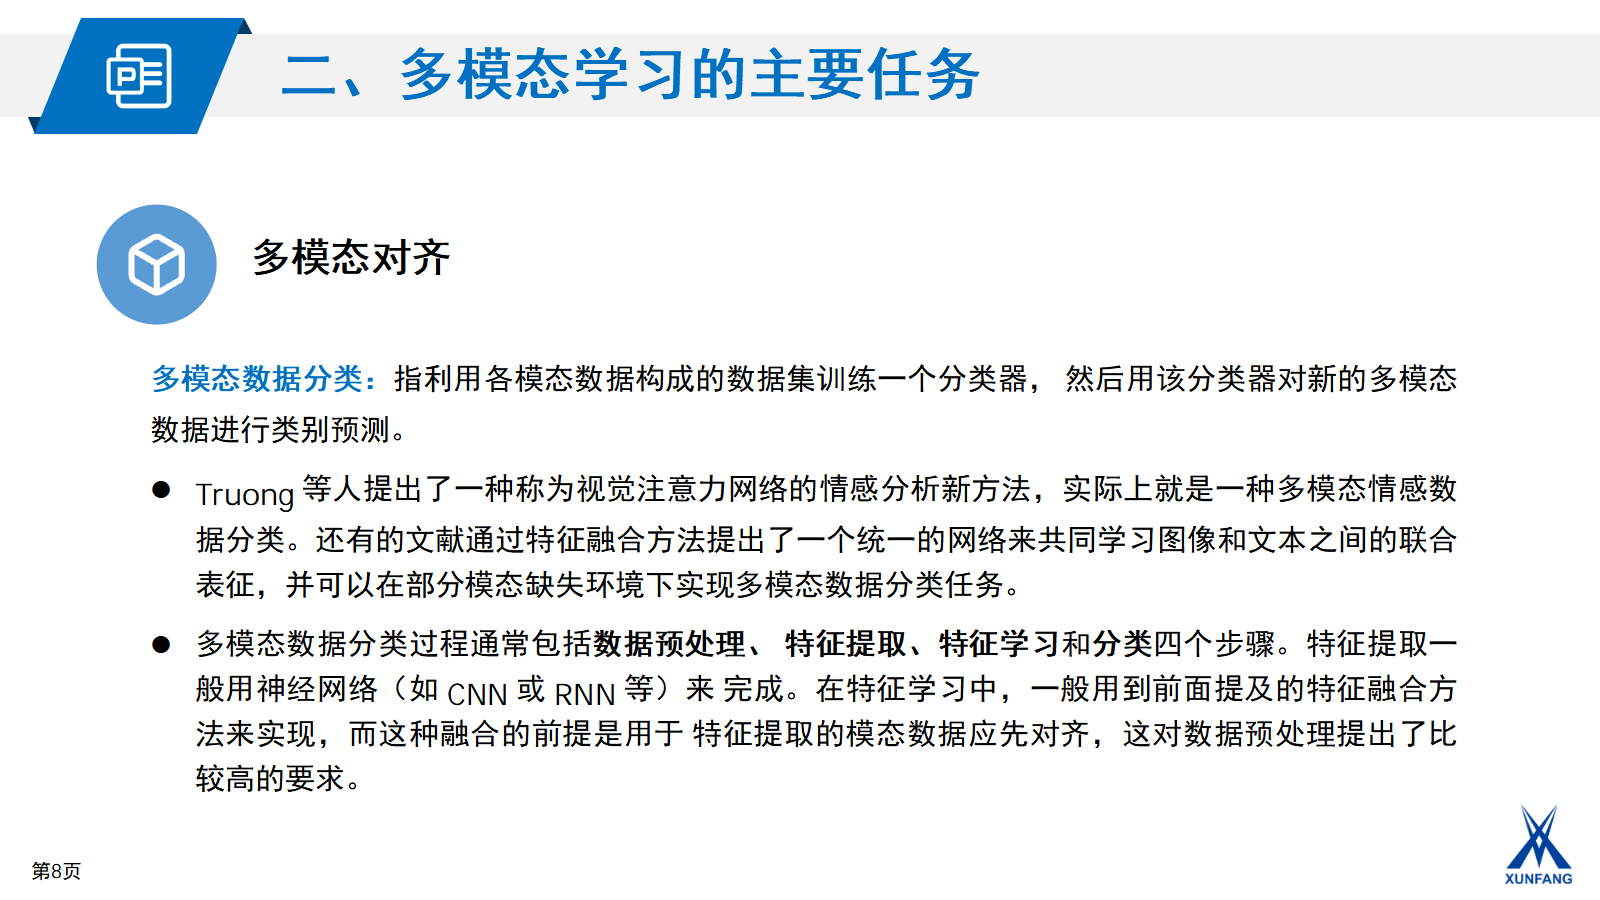 二、多模态学习的主要任务
多模态对齐
多模态数据分类：指利用各模态数据构成的数据集训练一个分类器， 然后用该分类器对新的多模态
数据进行类别预测。
● Truong 等人提出了一种称为视觉注意力网络的情感分析新方法，实际上就是一种多模态情感数
据分类。还有的文献通过特征融合方法提出了一个统一的网络来共同学习图像和文本之间的联合
表征，并可以在部分模态缺失环境下实现多模态数据分类任务。
● 多模态数据分类过程通常包括数据预处理、 特征提取、特征学习和分类四个步骤。特征提取一
般用神经网络（如 CNN 或 RNN 等）来 完成。在特征学习中，一般用到前面提及的特征融合方
法来实现，而这种融合的前提是用于 特征提取的模态数据应先对齐，这对数据预处理提出了比
较高的要求。
第8页
XUNFANG